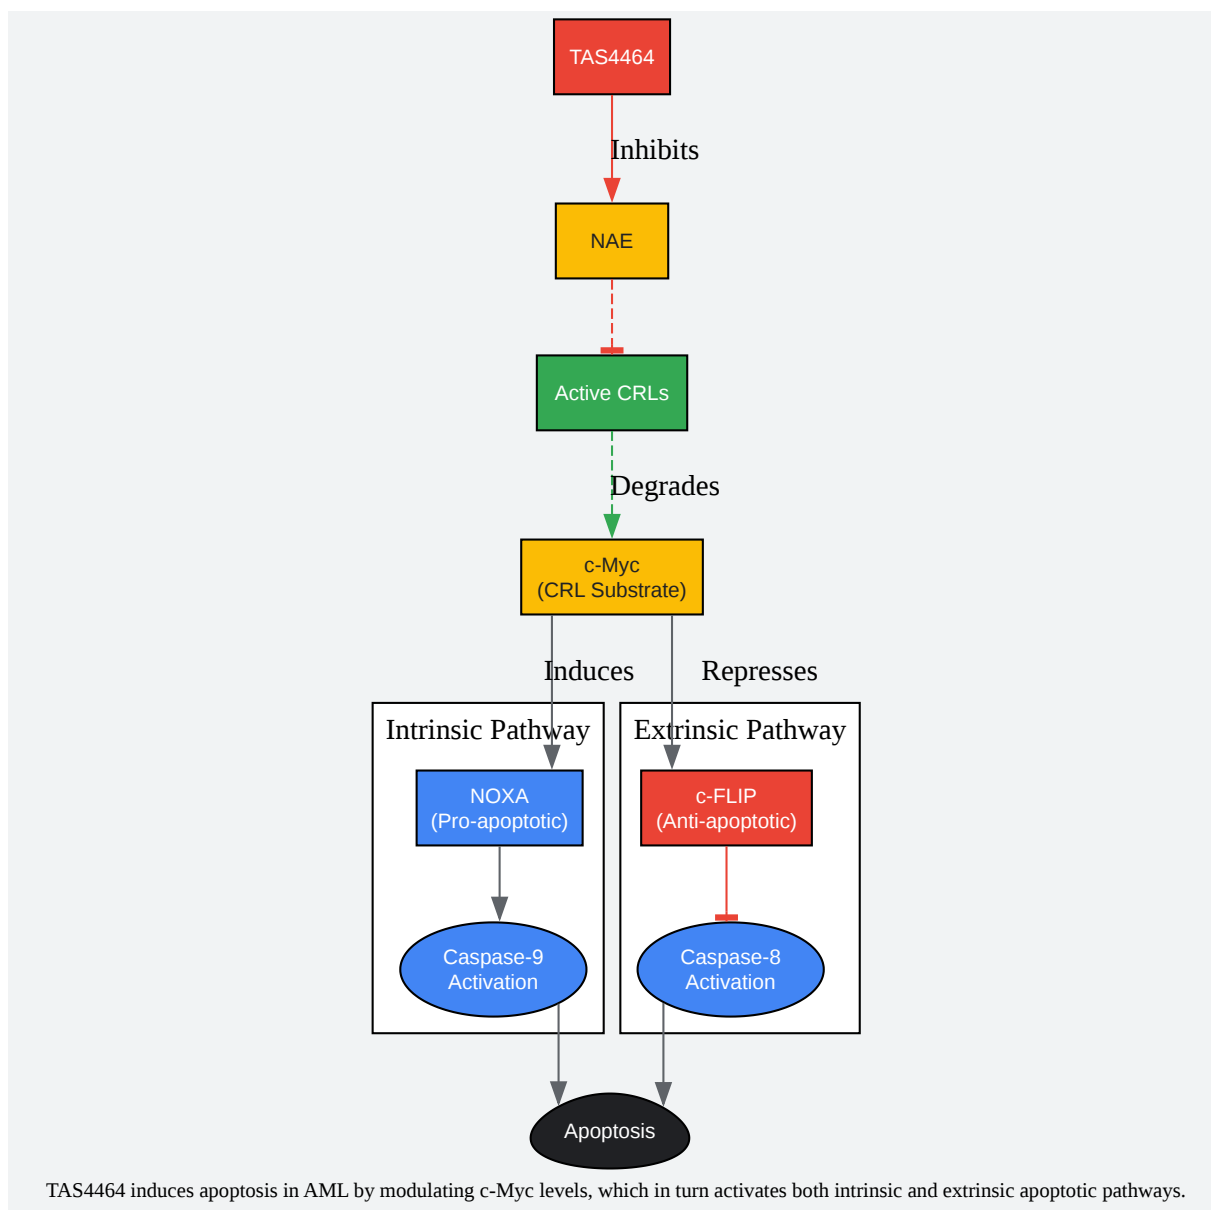 TAS4464
Inhibits
NAE
Active CRLs
Degrades
c-Myc
(CRL Substrate)
Induces
Represses
Intrinsic Pathway
Extrinsic Pathway
NOXA
(Pro-apoptotic)
c-FLIP
(Anti-apoptotic)
Caspase-9
Activation
Caspase-8
Activation
Apoptosis
TAS4464 induces apoptosis in AML by modulating c-Myc levels, which in turn activates both intrinsic and extrinsic apoptotic pathways.